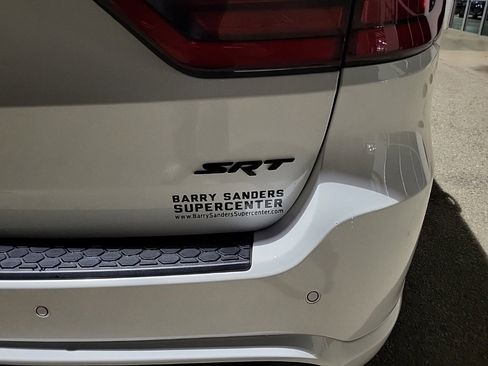 SRT
BARRY SANDERS
SUPERCENTER
www.BarrySandersSupercenter.com